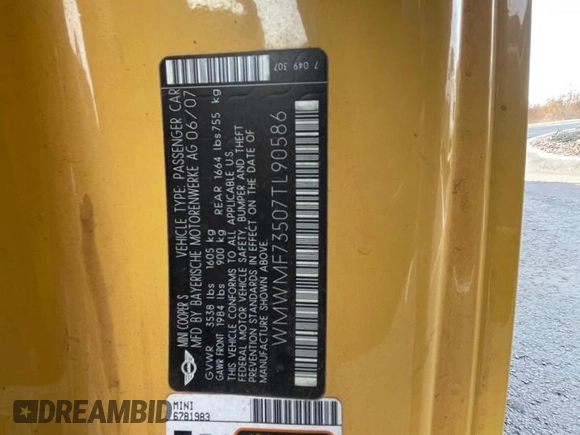 7 049 307
MINI COOPER S VEHICLE TYPE: PASSENGER CAR
MFD BY BAYERISCHE MOTORENWERKE AG 06/07
GVWR 3538 lbs 1605 kg
GAWR FRONT 1984 lbs 900 kg REAR 1664 lbs 755 kg
THIS VEHICLE CONFORMS TO ALL APPLICABLE U.S.
FEDERAL MOTOR VEHICLE SAFETY, BUMPER AND THEFT
PREVENTION STANDARDS IN EFFECT ON THE DATE OF
MANUFACTURE SHOWN ABOVE.
WMWMF73507TL90586
MINI
6781983
DREAMBID